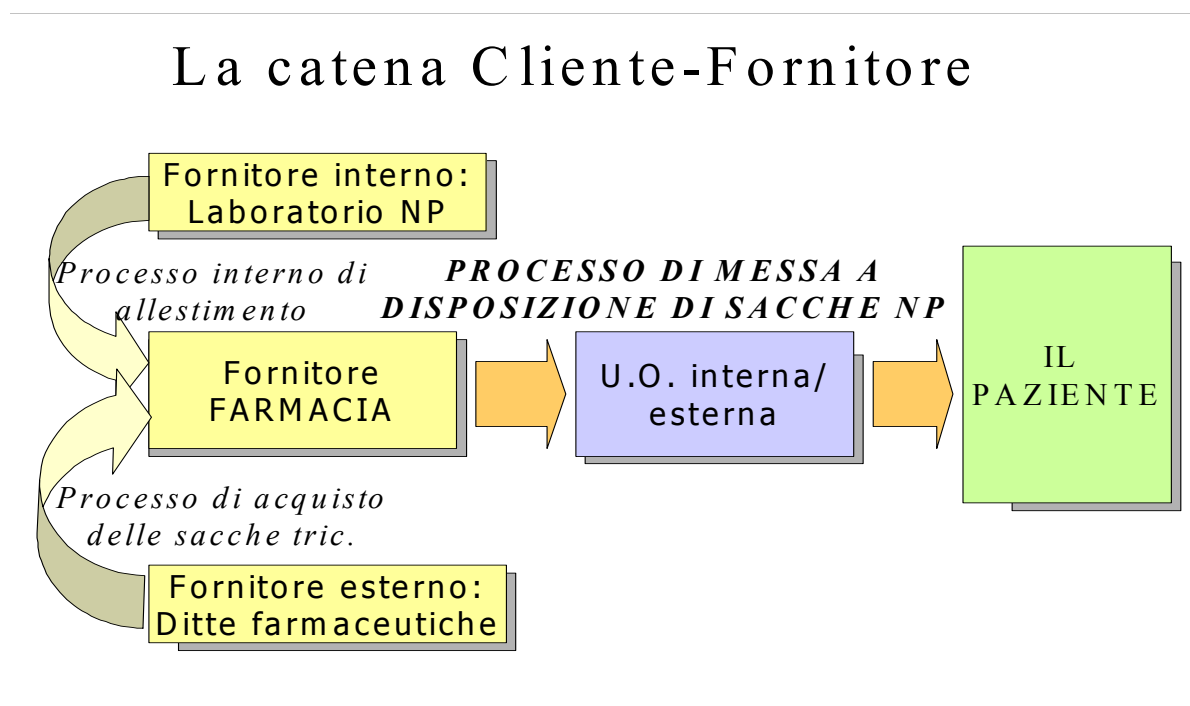 La catena Cliente-Fornitore
Fornitore interno:
Laboratorio NP
Processo interno di
allestimento
PROCESSO DI MESSA A
DISPOSIZIONE DI SACCHE NP
Fornitore
FARMACIA
U.O. interna/
esterna
IL
PAZIENTE
Processo di acquisto
delle sacche tric.
Fornitore esterno:
Ditte farmaceutiche